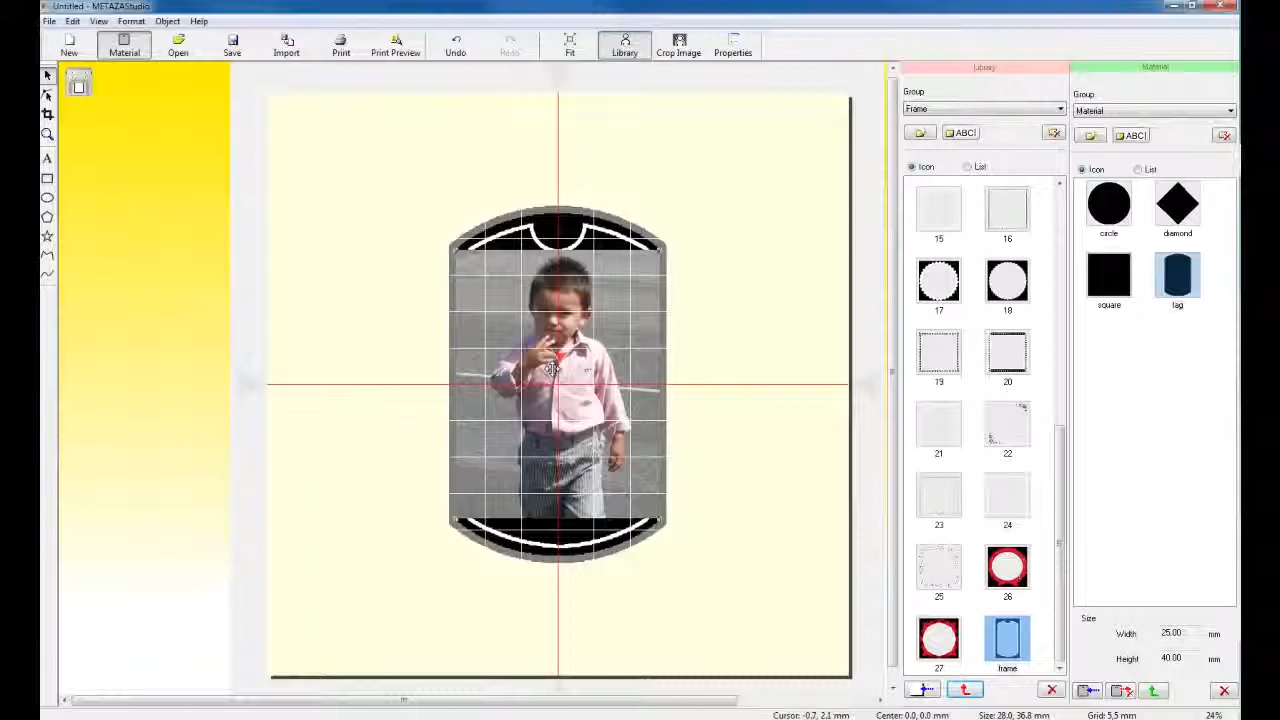 Untitled - METAZAStudio
File Edit View Format Object Help
New Material Open Save Import Print Print Preview Undo Redo Fit Library Crop Image Properties
Library Material
Group
Frame
Group:
Material
ABC! ABC!
Icon List
Icon List
15 16
circle diamond
17 18
square tag
19 20
21 22
23 24
25 26
27 frame
Size
Width 25.00 mm
Height 40.00 mm
A
Cursor: -0.7, 2.1 mm Center: 0.0, 0.0 mm Size: 28.0, 36.8 mm Grid: 5,5 mm 24%